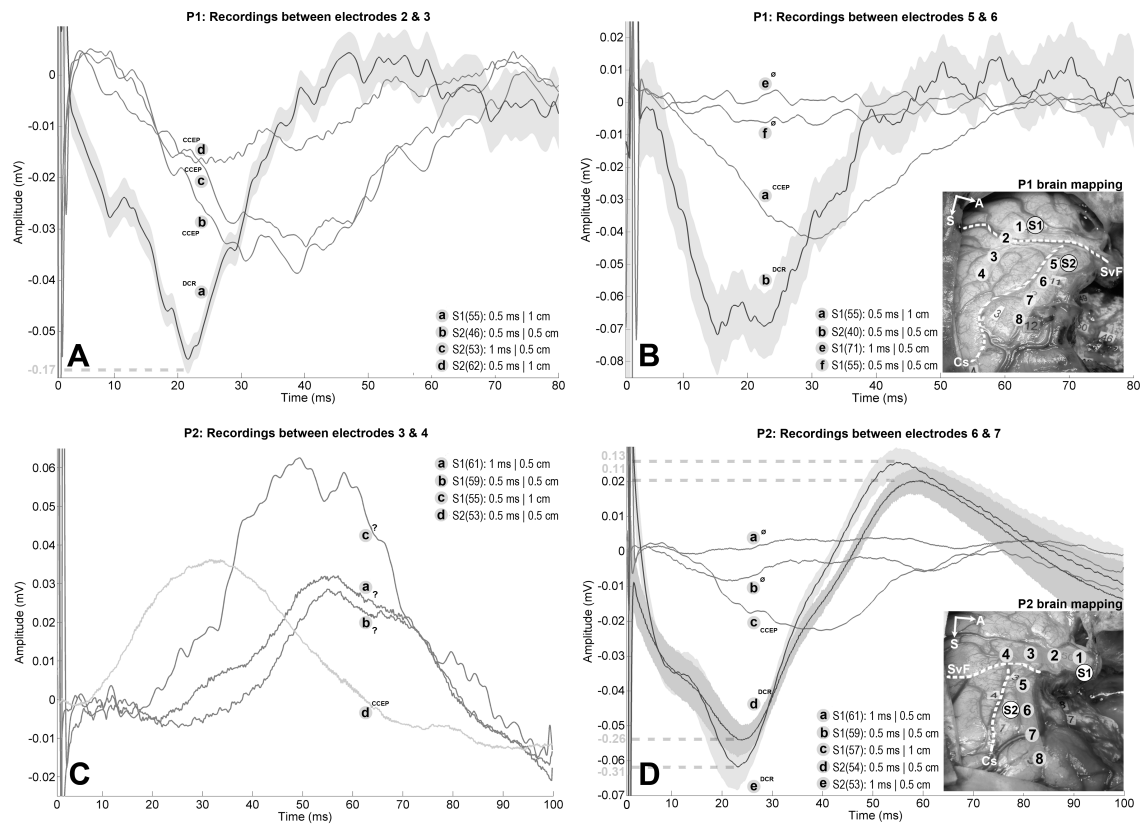 P1: Recordings between electrodes 2 & 3
Amplitude (mV)
0
-0.01
-0.02
-0.03
-0.04
-0.05
-0.17
CCEP
d
CCEP
c
b
CCEP
DCR
a
a S1(55): 0.5 ms | 1 cm
b S2(46): 0.5 ms | 0.5 cm
c S2(53): 1 ms | 0.5 cm
d S2(62): 0.5 ms | 1 cm
A
0 10 20 30 40 50 60 70 80
Time (ms)
P1: Recordings between electrodes 5 & 6
Amplitude (mV)
0.02
0.01
0
-0.01
-0.02
-0.03
-0.04
-0.05
-0.06
-0.07
-0.08
e ø
f ø
a CCEP
b DCR
a S1(55): 0.5 ms | 1 cm
b S2(40): 0.5 ms | 0.5 cm
e S1(71): 1 ms | 0.5 cm
f S1(55): 0.5 ms | 0.5 cm
B
0 10 20 30 40 50 60 70 80
Time (ms)
P1 brain mapping
A
S
1 S1
2
3
5 S2
SvF
4
6
7
8
12
3
Cs
P2: Recordings between electrodes 3 & 4
Amplitude (mV)
0.06
0.05
0.04
0.03
0.02
0.01
0
-0.01
-0.02
a S1(61): 1 ms | 0.5 cm
b S1(59): 0.5 ms | 0.5 cm
c S1(55): 0.5 ms | 1 cm
d S2(53): 0.5 ms | 0.5 cm
c ?
a ?
b ?
d CCEP
C
0 10 20 30 40 50 60 70 80 90 100
Time (ms)
P2: Recordings between electrodes 6 & 7
Amplitude (mV)
0.13
0.11
0.02
0
-0.01
-0.02
-0.03
-0.04
-0.05
-0.26
-0.06
-0.31
-0.07
a ø
b ø
c CCEP
d DCR
e DCR
a S1(61): 1 ms | 0.5 cm
b S1(59): 0.5 ms | 0.5 cm
c S1(57): 0.5 ms | 1 cm
d S2(54): 0.5 ms | 0.5 cm
e S2(53): 1 ms | 0.5 cm
D
0 10 20 30 40 50 60 70 80 90 100
Time (ms)
P2 brain mapping
A
S
4 3 2 1
SvF
S1
5
S2 6
7
Cs
8